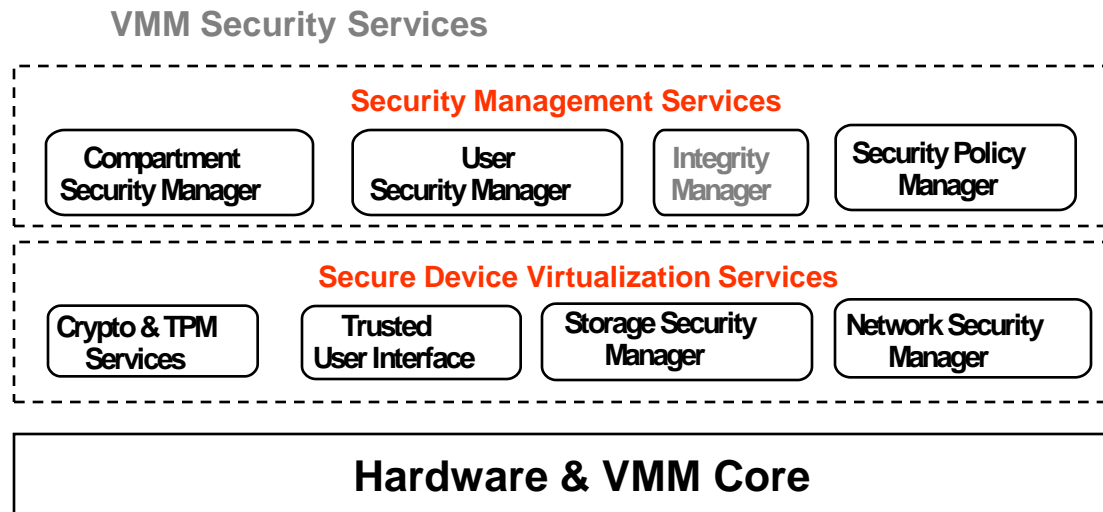 VMM Security Services
Security Management Services
Compartment
Security Manager
User
Security Manager
Integrity
Manager
Security Policy
Manager
Secure Device Virtualization Services
Crypto & TPM
Services
Trusted
User Interface
Storage Security
Manager
Network Security
Manager
Hardware & VMM Core